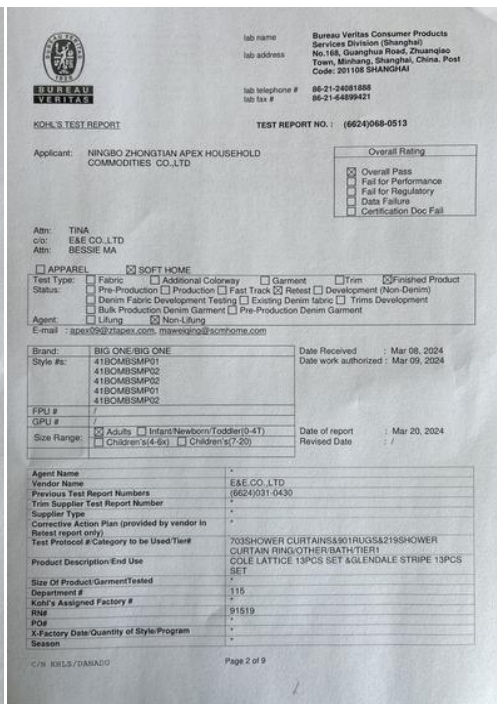 lab name Bureau Veritas Consumer Products
Services Division (Shanghai)
lab address No.168, Guanghua Road, Zhuanqiao
Town, Minhang, Shanghai, China. Post
Code: 201108 SHANGHAI
BUREAU
VERITAS
lab telephone # 86-21-24081888
lab fax # 86-21-64899421
KOHL'S TEST REPORT TEST REPORT NO. : (6624)068-0513
Applicant: NINGBO ZHONGTIAN APEX HOUSEHOLD
COMMODITIES CO.,LTD
Overall Rating
Overall Pass
Fail for Performance
Fail for Regulatory
Data Failure
Certification Doc Fail
Attn: TINA
c/o: E&E CO.,LTD
Attn: BESSIE MA
APPAREL SOFT HOME
Test Type: Fabric Additional Colorway Garment Trim Finished Product
Status: Pre-Production Production Fast Track Retest Development (Non-Denim)
Denim Fabric Development Testing Existing Denim fabric Trims Development
Bulk Production Denim Garment Pre-Production Denim Garment
Agent: Lifung Non-Lifung
E-mail : apex09@ztapex.com, maweiqing@scmhome.com
Brand: BIG ONE/BIG ONE Date Received : Mar 08, 2024
Style #s: 41BOMBSMP01 Date work authorized : Mar 09, 2024
41BOMBSMP02
41BOMBSMP01
41BOMBSMP01
41BOMBSMP02
FPU # /
GPU # /
Size Range: Adults Infant/Newborn/Toddler(0-4T) Date of report : Mar 20, 2024
Children's(4-6x) Children's(7-20) Revised Date : /
Agent Name *
Vendor Name E&E.CO.,LTD
Previous Test Report Numbers (6624)031-0430
Trim Supplier Test Report Number *
Supplier Type *
Corrective Action Plan (provided by vendor in *
Retest report only)
Test Protocol #/Category to be Used/Tier# 703SHOWER CURTAINS&901RUGS&219SHOWER
CURTAIN RING/OTHER/BATH/TIER1
Product Description/End Use COLE LATTICE 13PCS SET &GLENDALE STRIPE 13PCS
SET
Size Of Product/GarmentTested *
Department # 115
Kohl's Assigned Factory # *
RN# 91519
PO# *
X-Factory Date/Quantity of Style/Program *
Season *
C/N KHLS/DANADU Page 2 of 9